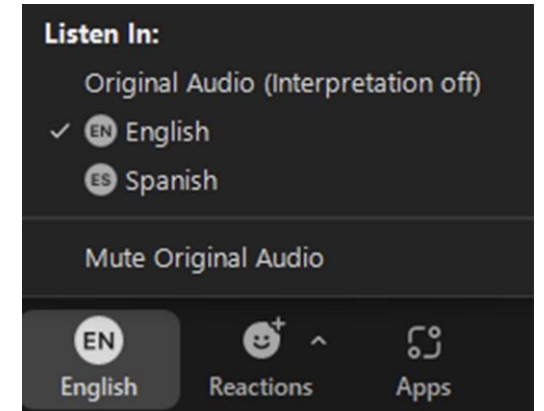 Listen In:
Original Audio (Interpretation off)
EN English
ES Spanish
Mute Original Audio
EN
English Reactions Apps